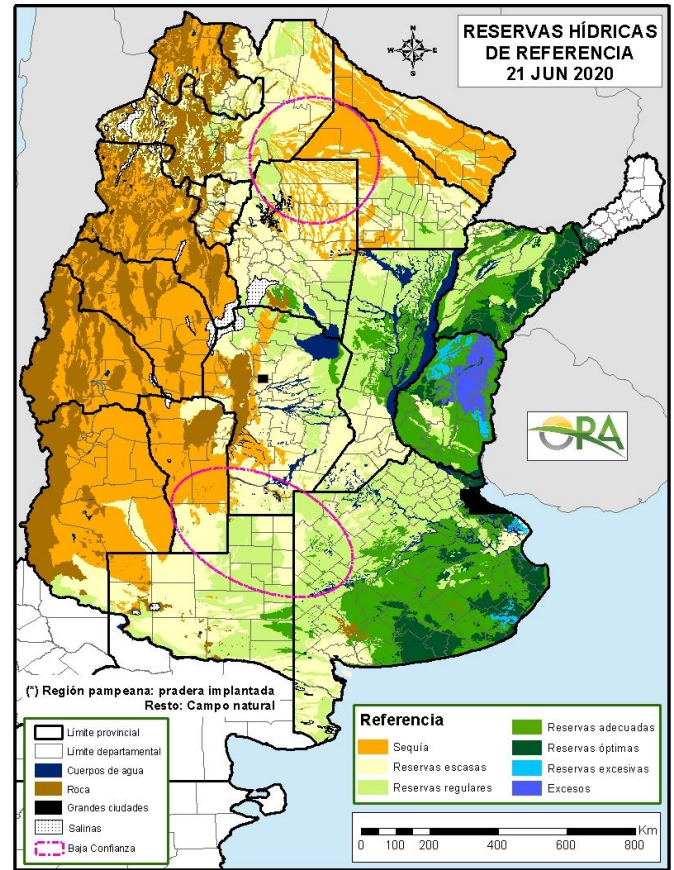 RESERVAS HÍDRICAS
DE REFERENCIA
21 JUN 2020
N
W
E
S
ORA
(*) Región pampeana: pradera implantada
Resto: Campo natural
Límite provincial
Límite departamental
Cuerpos de agua
Roca
Grandes ciudades
Salinas
Baja Confianza
Referencia
Sequía
Reservas escasas
Reservas regulares
Reservas adecuadas
Reservas óptimas
Reservas excesivas
Excesos
Km
0 100 200 400 600 800